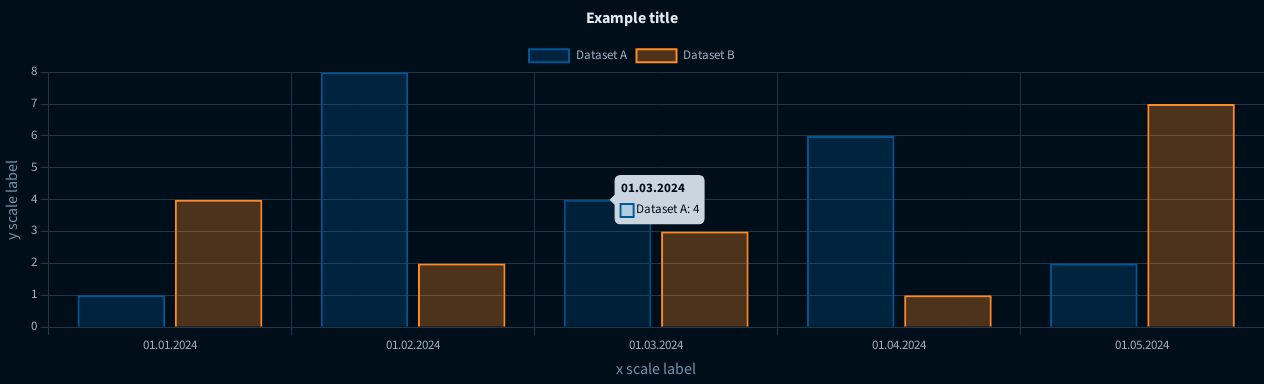 Example title
Dataset A Dataset B
8
7
6
5
4
3
2
1
0
y scale label
01.03.2024
Dataset A: 4
01.01.2024 01.02.2024 01.03.2024 01.04.2024 01.05.2024
x scale label